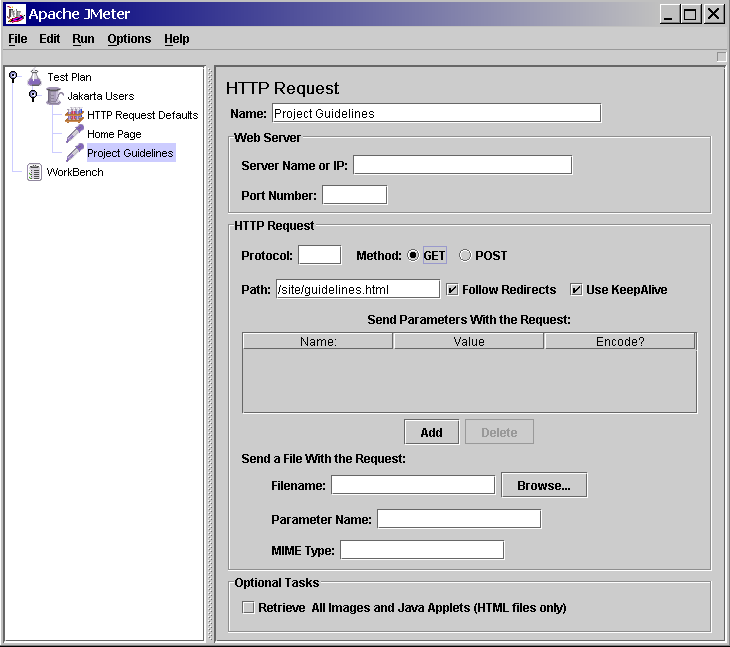 Apache JMeter
File Edit Run Options Help
Test Plan
Jakarta Users
HTTP Request Defaults
Home Page
Project Guidelines
WorkBench
HTTP Request
Name: Project Guidelines
Web Server
Server Name or IP:
Port Number:
HTTP Request
Protocol: Method: GET POST
Path: /site/guidelines.html Follow Redirects Use KeepAlive
Send Parameters With the Request:
Name: Value Encode?
Add Delete
Send a File With the Request:
Filename: Browse...
Parameter Name:
MIME Type:
Optional Tasks
Retrieve All Images and Java Applets (HTML files only)